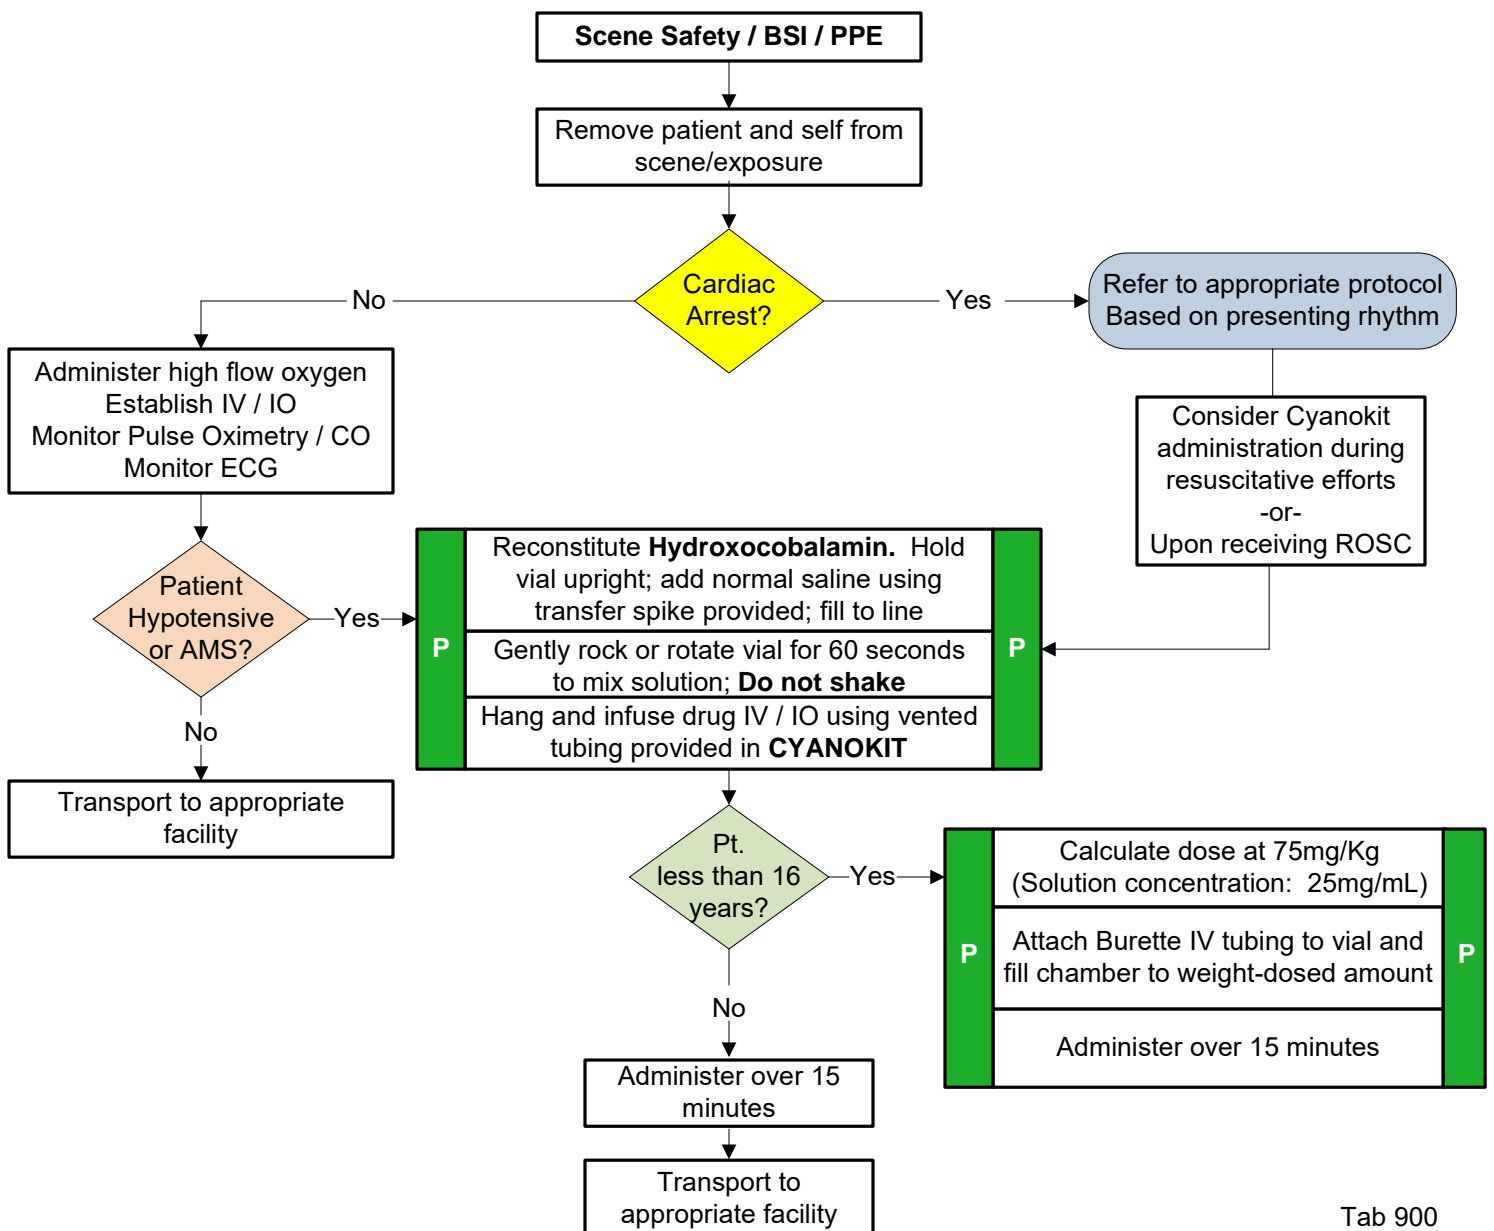 Scene Safety / BSI / PPE
Remove patient and self from
scene/exposure
Cardiac
Arrest?
No
Yes
Refer to appropriate protocol
Based on presenting rhythm
Administer high flow oxygen
Establish IV / IO
Monitor Pulse Oximetry / CO
Monitor ECG
Consider Cyanokit
administration during
resuscitative efforts
-or-
Upon receiving ROSC
Patient
Hypotensive
or AMS?
Yes
No
Transport to appropriate
facility
P
Reconstitute Hydroxocobalamin. Hold
vial upright; add normal saline using
transfer spike provided; fill to line
Gently rock or rotate vial for 60 seconds
to mix solution; Do not shake
Hang and infuse drug IV / IO using vented
tubing provided in CYANOKIT
P
Pt.
less than 16
years?
Yes
No
P
Calculate dose at 75mg/Kg
(Solution concentration: 25mg/mL)
Attach Burette IV tubing to vial and
fill chamber to weight-dosed amount
Administer over 15 minutes
P
Administer over 15
minutes
Transport to
appropriate facility
Tab 900